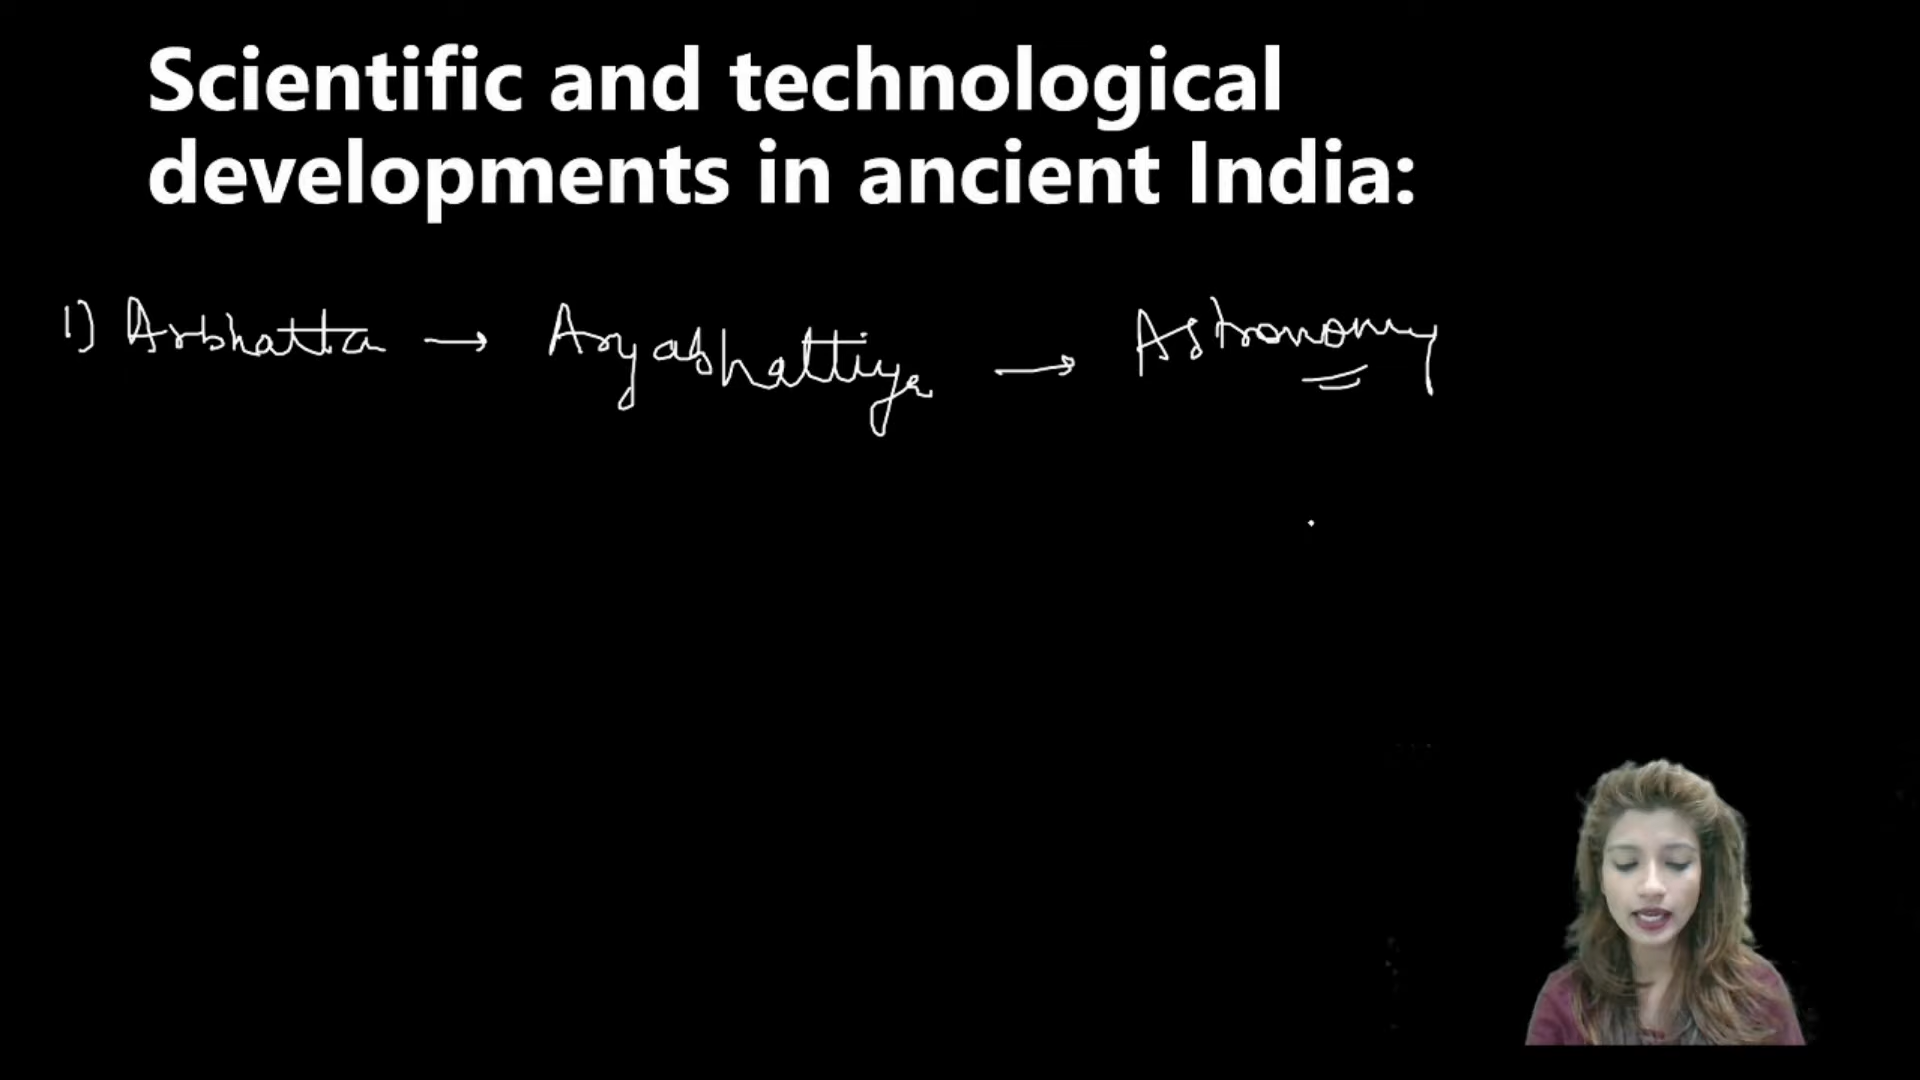 Scientific and technological
developments in ancient India:
1) Arbhatta → Aryabhattiya → Astronomy